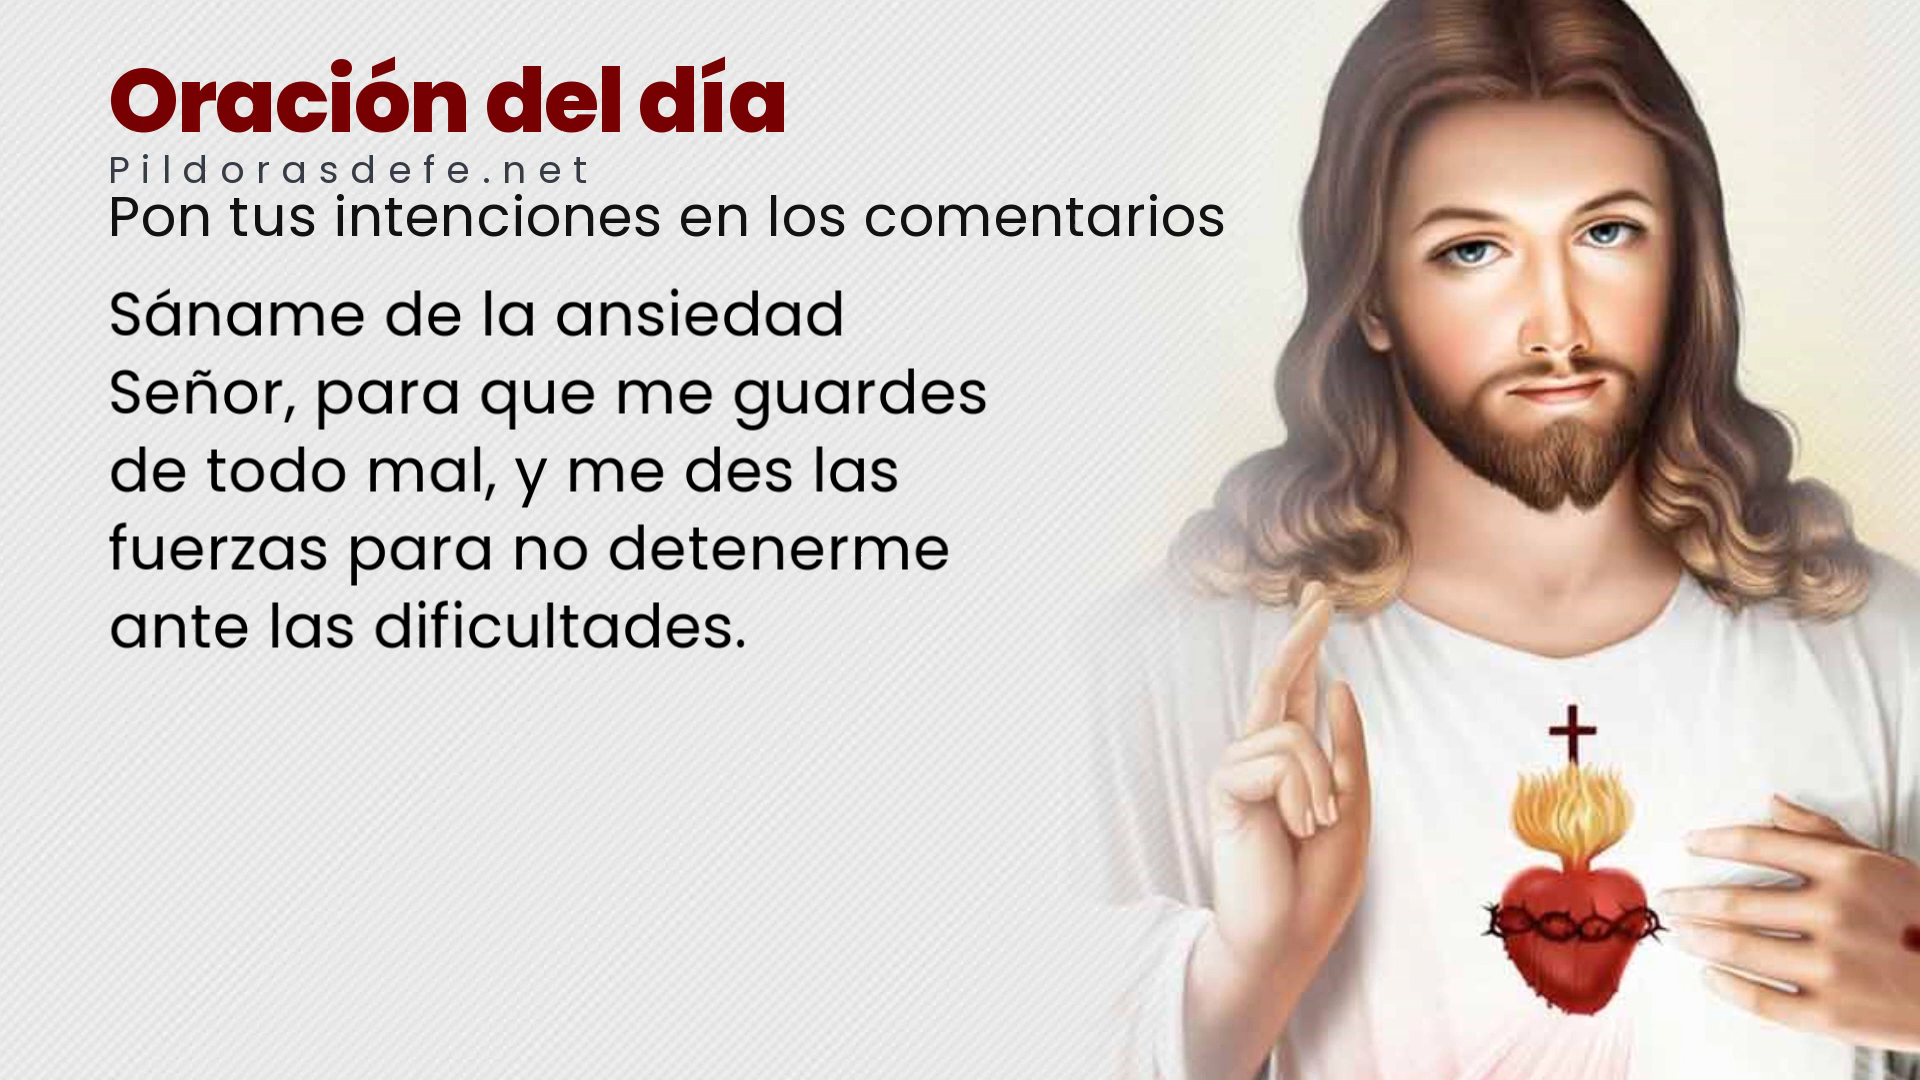 Oración del día
Pildorasdefe.net
Pon tus intenciones en los comentarios
Sáname de la ansiedad
Señor, para que me guardes
de todo mal, y me des las
fuerzas para no detenerme
ante las dificultades.